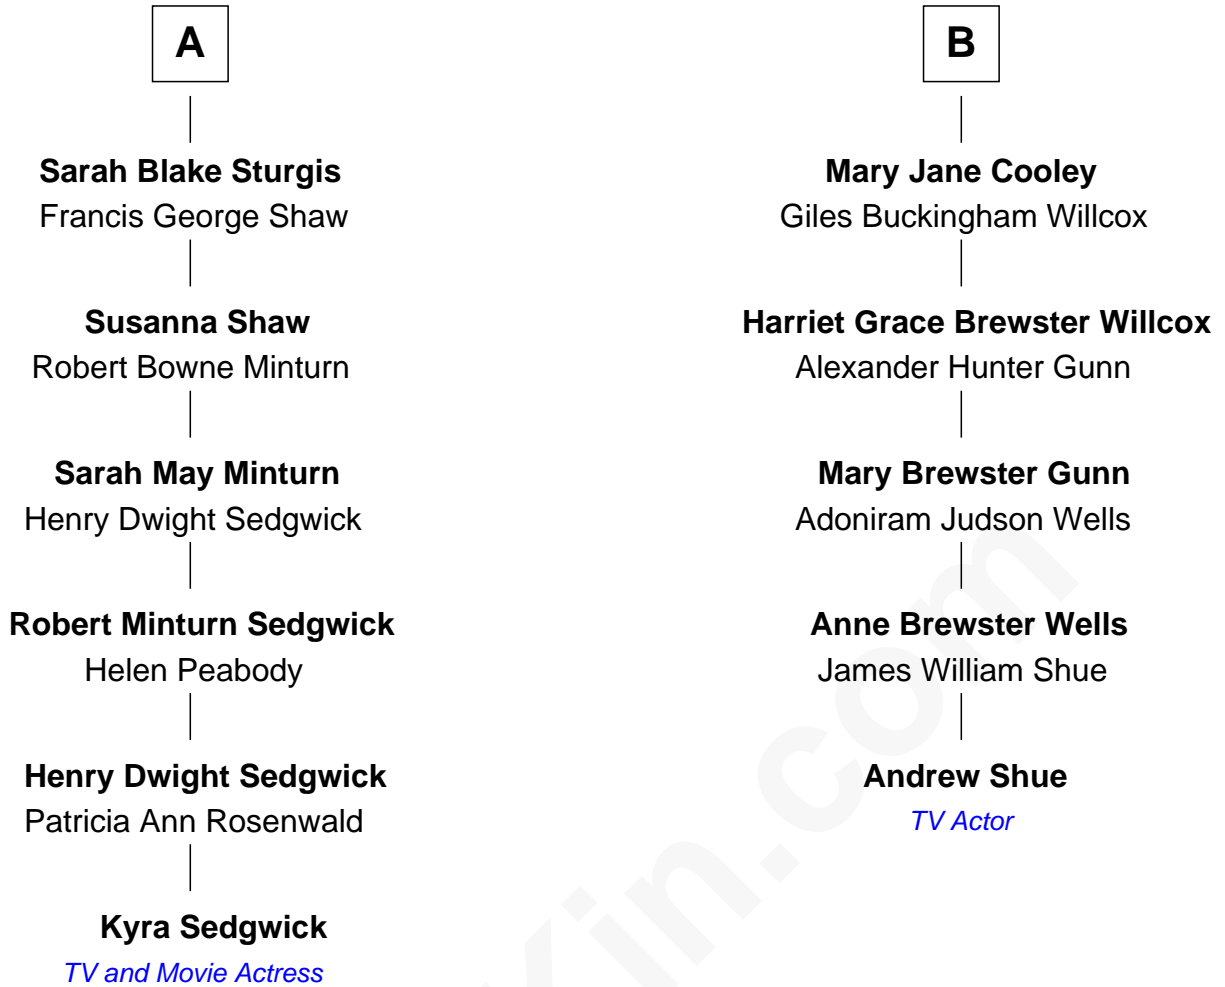 A
Sarah Blake Sturgis
Francis George Shaw
Susanna Shaw
Robert Bowne Minturn
Sarah May Minturn
Henry Dwight Sedgwick
Robert Minturn Sedgwick
Helen Peabody
Henry Dwight Sedgwick
Patricia Ann Rosenwald
Kyra Sedgwick
TV and Movie Actress
B
Mary Jane Cooley
Giles Buckingham Willcox
Harriet Grace Brewster Willcox
Alexander Hunter Gunn
Mary Brewster Gunn
Adoniram Judson Wells
Anne Brewster Wells
James William Shue
Andrew Shue
TV Actor
Kin.com